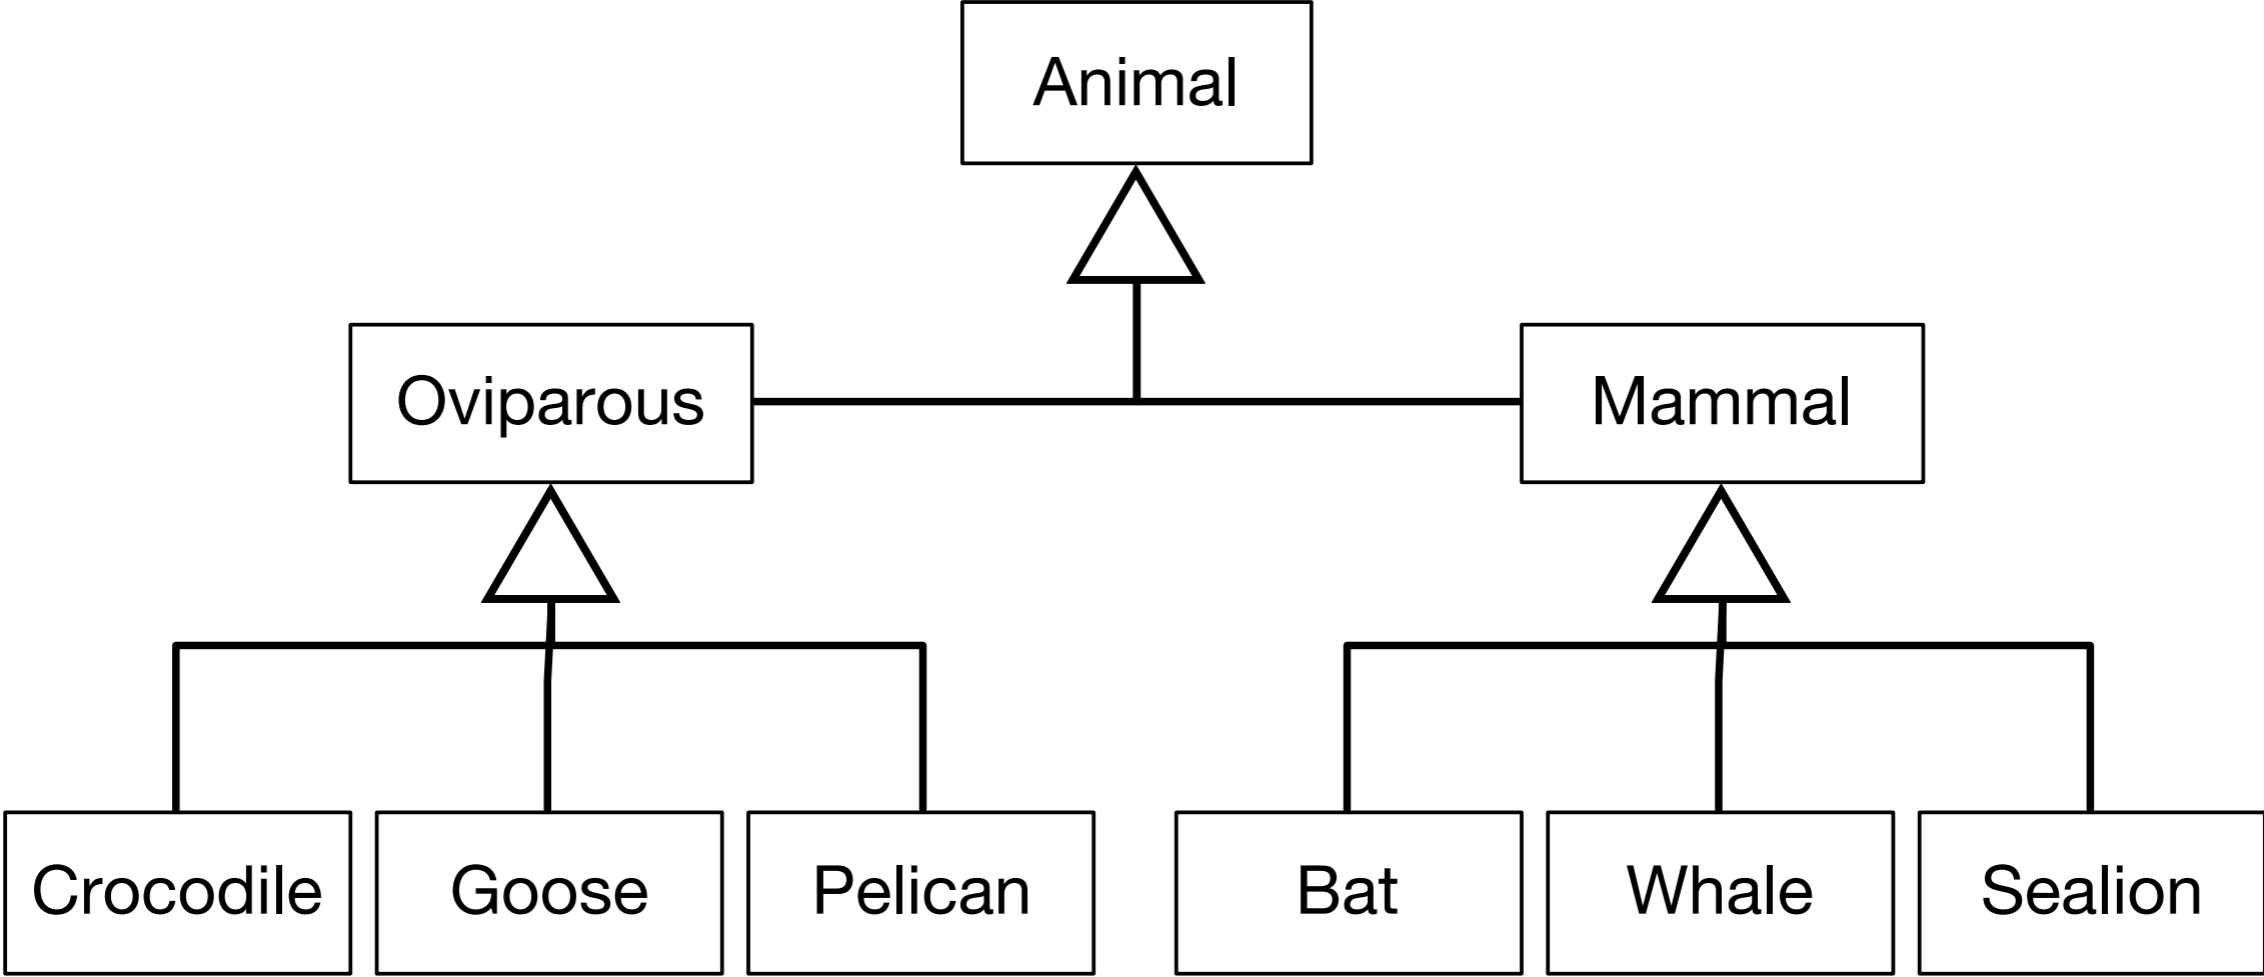 Animal
Oviparous
Mammal
Crocodile
Goose
Pelican
Bat
Whale
Sealion